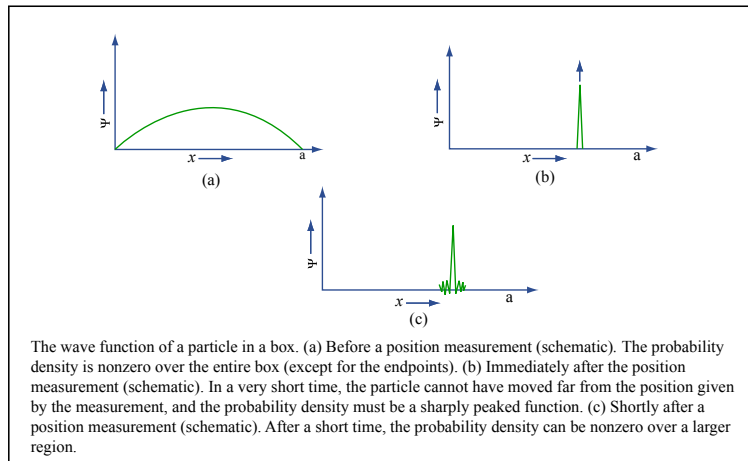 Ψ
x
a
(a)
Ψ
x
a
(b)
Ψ
x
a
(c)
The wave function of a particle in a box. (a) Before a position measurement (schematic). The probability
density is nonzero over the entire box (except for the endpoints). (b) Immediately after the position
measurement (schematic). In a very short time, the particle cannot have moved far from the position given
by the measurement, and the probability density must be a sharply peaked function. (c) Shortly after a
position measurement (schematic). After a short time, the probability density can be nonzero over a larger
region.